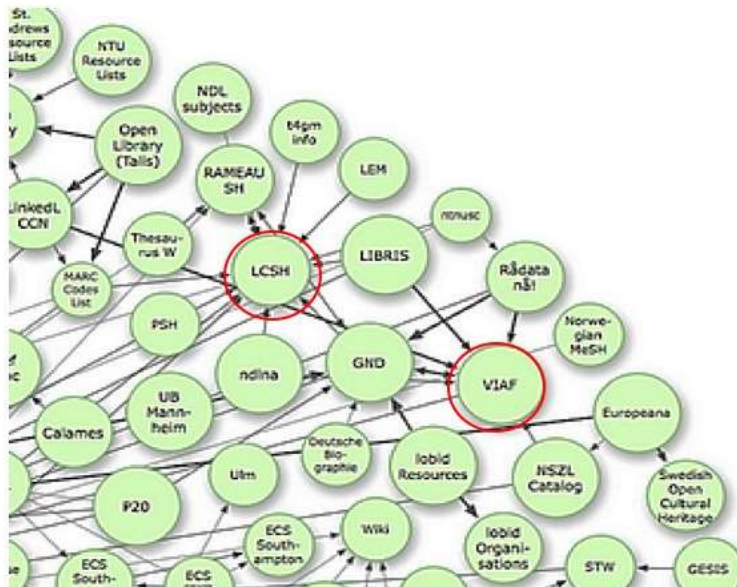 St.
drews
source
Lists
NTU
Resource
Lists
NDL
subjects
t4gm
info
Open
Library
(Talis)
RAMEAU
SH
LEM
LinkedL
CCN
Thesau-
rus W
LCSH
LIBRIS
ntnusc
MARC
Codes
List
Rådata
nå!
PSH
Norwe-
gian
MeSH
ndlna
GND
VIAF
UB
Mann-
heim
Calames
Europeana
Deutsche
Bio-
graphie
lobid
Resources
NSZL
Catalog
Swedish
Open
Cultural
Heritage
Ulm
P20
ECS
South-
ampton
Wiki
lobid
Organi-
sations
ECS
South-
ECS
STW
GESIS